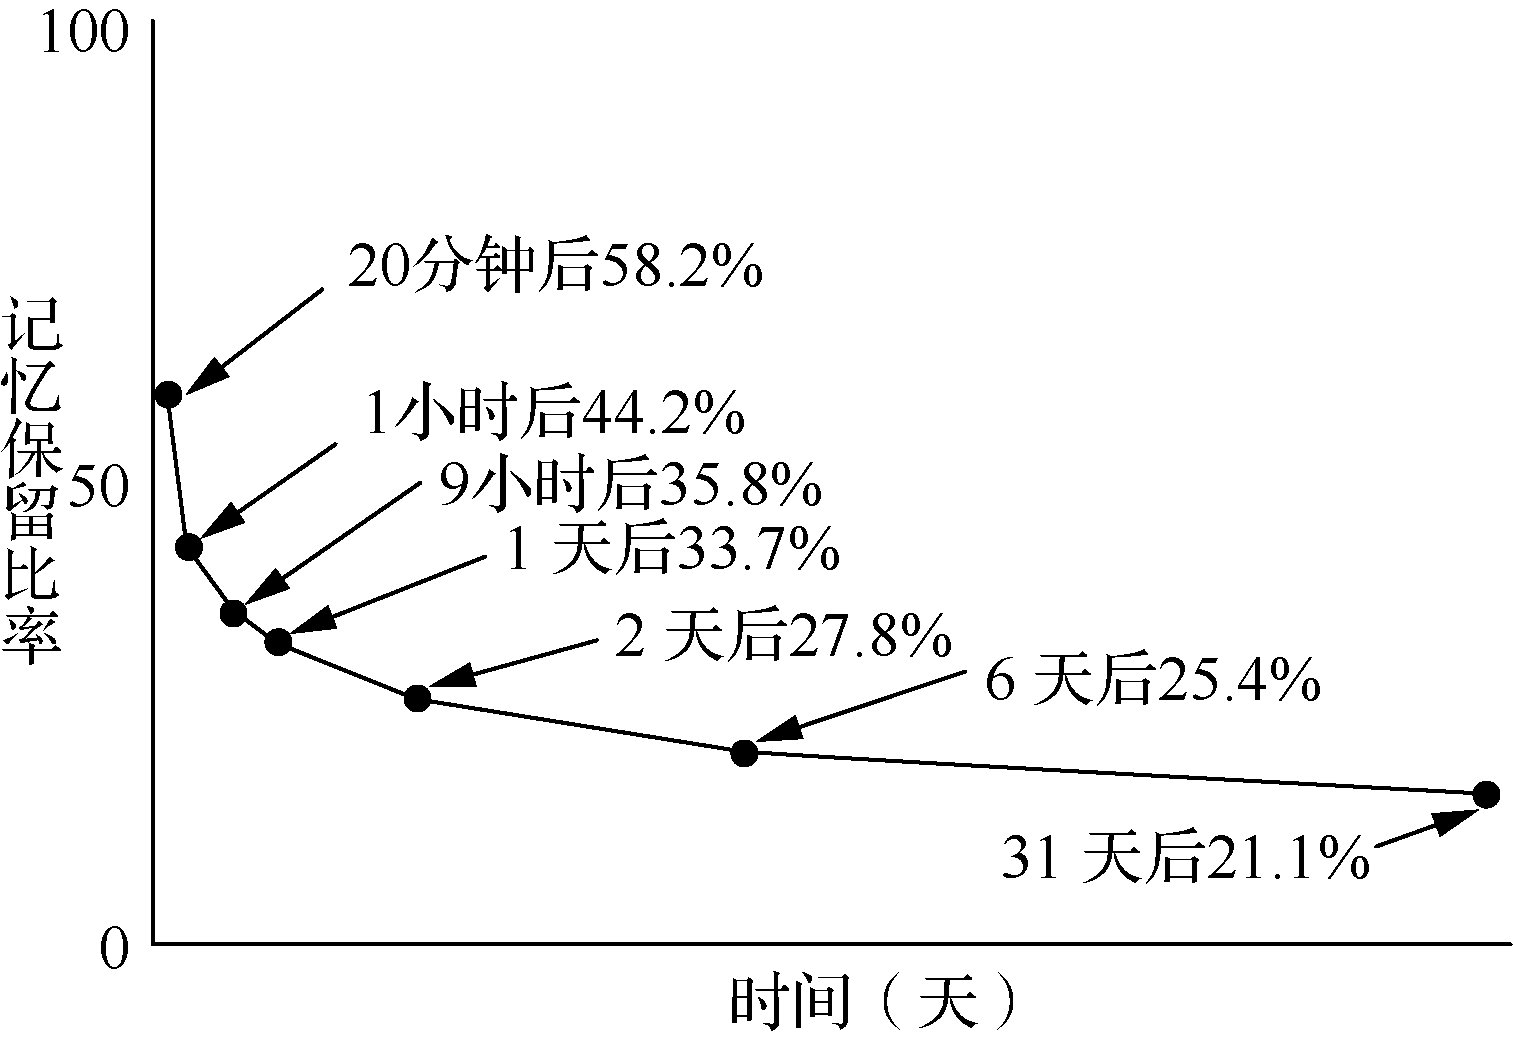 100
20分钟后58.2%
1小时后44.2%
9小时后35.8%
50
1 天后33.7%
2 天后27.8%
6 天后25.4%
31 天后21.1%
0
记忆保留比率
时间（天）